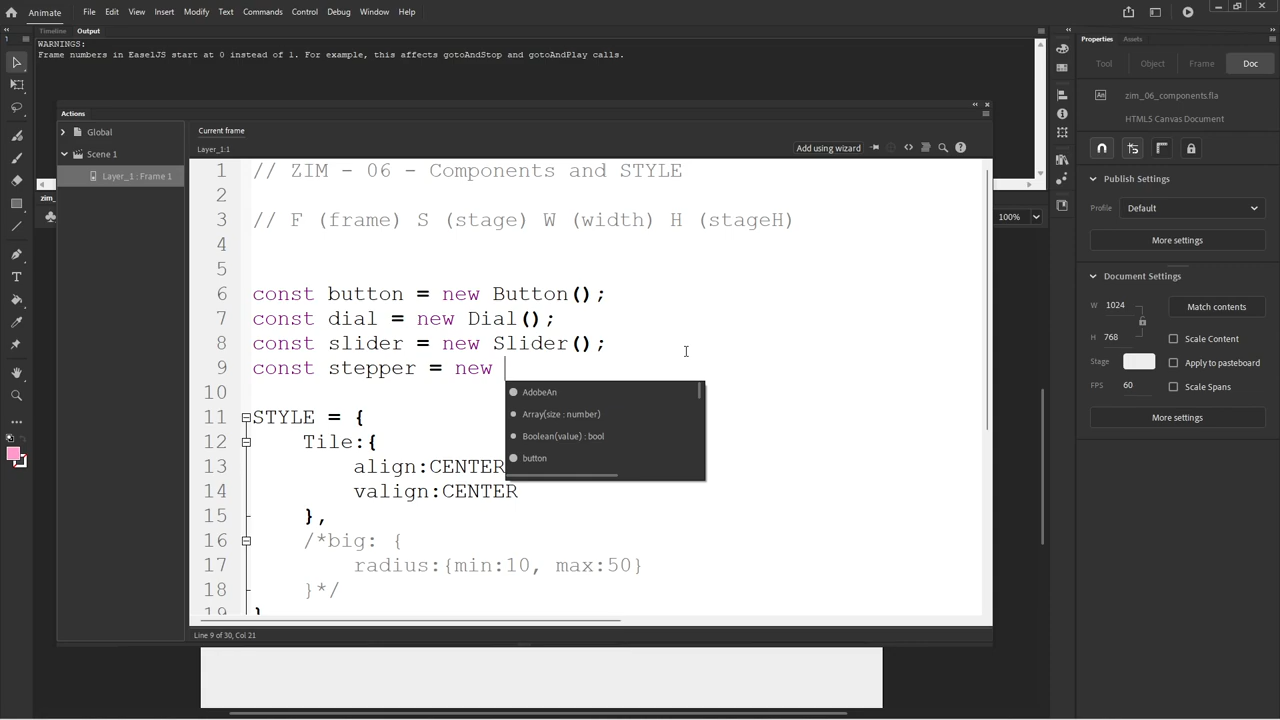 Animate
File Edit View Insert Modify Text Commands Control Debug Window Help
Timeline Output
WARNINGS:
Frame numbers in EaselJS start at 0 instead of 1. For example, this affects gotoAndStop and gotoAndPlay calls.
Actions
Global
Scene 1
Layer_1 : Frame 1
Current frame
Layer_1:1
Add using wizard
1 // ZIM - 06 - Components and STYLE
2
3 // F (frame) S (stage) W (width) H (stageH)
4
5
6 const button = new Button();
7 const dial = new Dial();
8 const slider = new Slider();
9 const stepper = new
10
11 STYLE = {
12 Tile:{
13 align:CENTER
14 valign:CENTER
15 },
16 /*big: {
17 radius:{min:10, max:50}
18 }*/
19 }
AdobeAn
Array(size : number)
Boolean(value) : bool
button
Line 9 of 30, Col 21
zim_
100%
Properties Assets
Tool Object Frame Doc
An zim_06_components.fla
HTML5 Canvas Document
Publish Settings
Profile Default
More settings
Document Settings
W 1024 Match contents
H 768 Scale Content
Stage Apply to pasteboard
FPS 60 Scale Spans
More settings